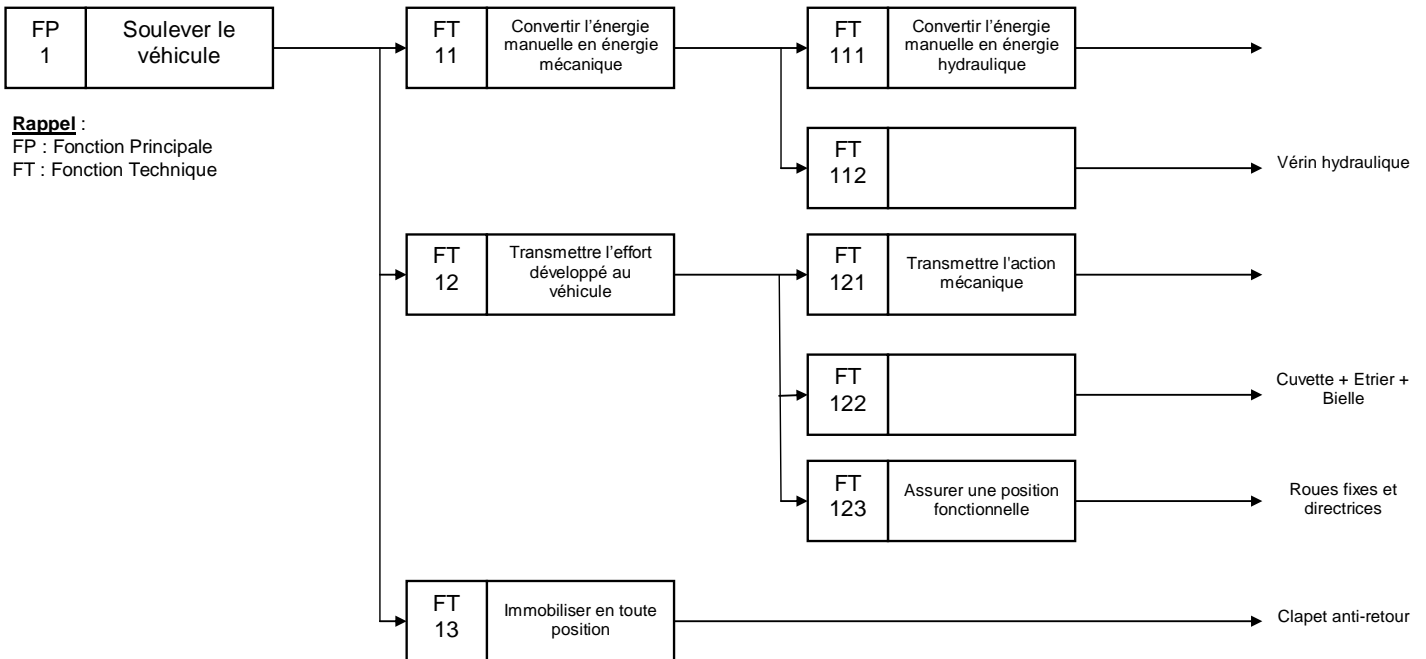 FP
1
Soulever le
véhicule
FT
11
Convertir l'énergie
manuelle en énergie
mécanique
FT
111
Convertir l'énergie
manuelle en énergie
hydraulique
Rappel :
FP : Fonction Principale
FT : Fonction Technique
FT
112
Vérin hydraulique
FT
12
Transmettre l'effort
développé au
véhicule
FT
121
Transmettre l'action
mécanique
FT
122
Cuvette + Etrier +
Bielle
FT
123
Assurer une position
fonctionnelle
Roues fixes et
directrices
FT
13
Immobiliser en toute
position
Clapet anti-retour